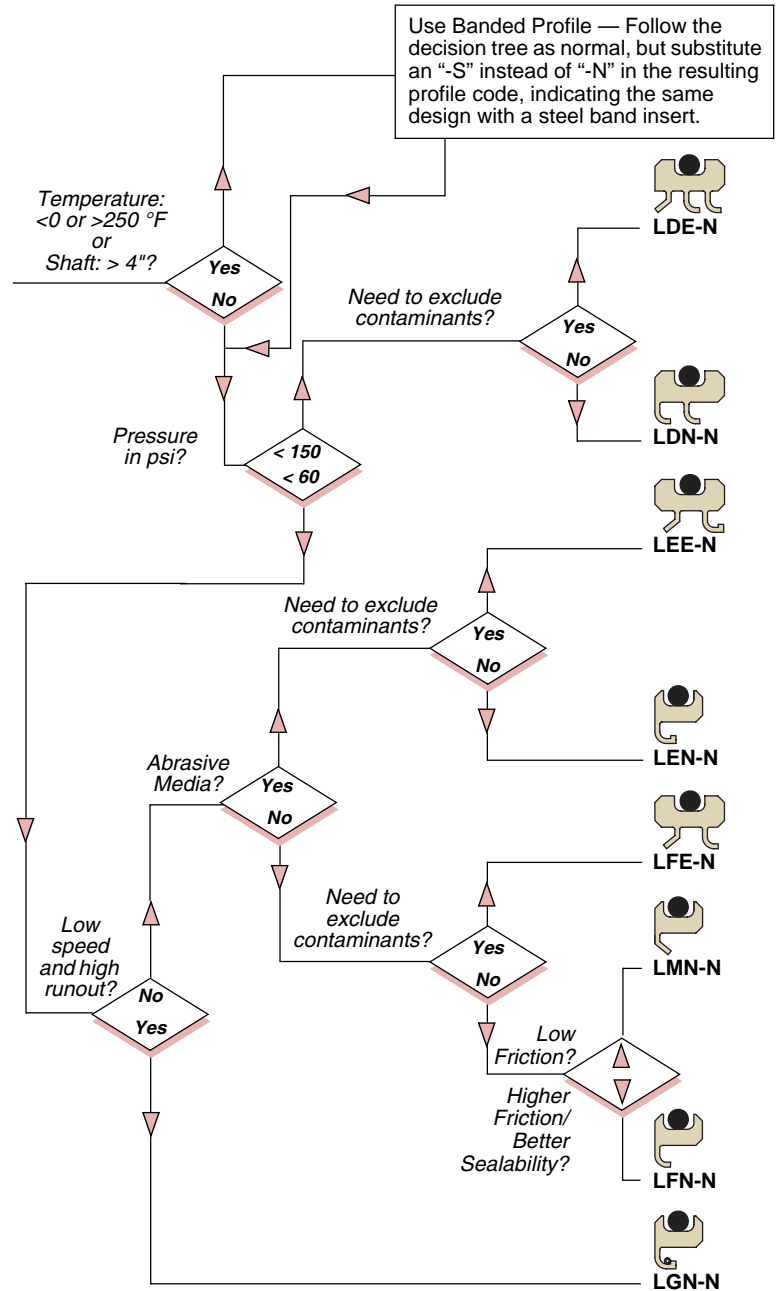 Use Banded Profile — Follow the
decision tree as normal, but substitute
an “-S” instead of “-N” in the resulting
profile code, indicating the same
design with a steel band insert.
Temperature:
<0 or >250 °F
or
Shaft: > 4"?
Yes
No
LDE-N
Need to exclude
contaminants?
Yes
No
LDN-N
Pressure
in psi?
< 150
< 60
LEE-N
Need to exclude
contaminants?
Yes
No
LEN-N
Abrasive
Media?
Yes
No
LFE-N
Need to
exclude
contaminants?
Yes
No
LMN-N
Low
speed
and high
runout?
No
Yes
Low
Friction?
Higher
Friction/
Better
Sealability?
LFN-N
LGN-N